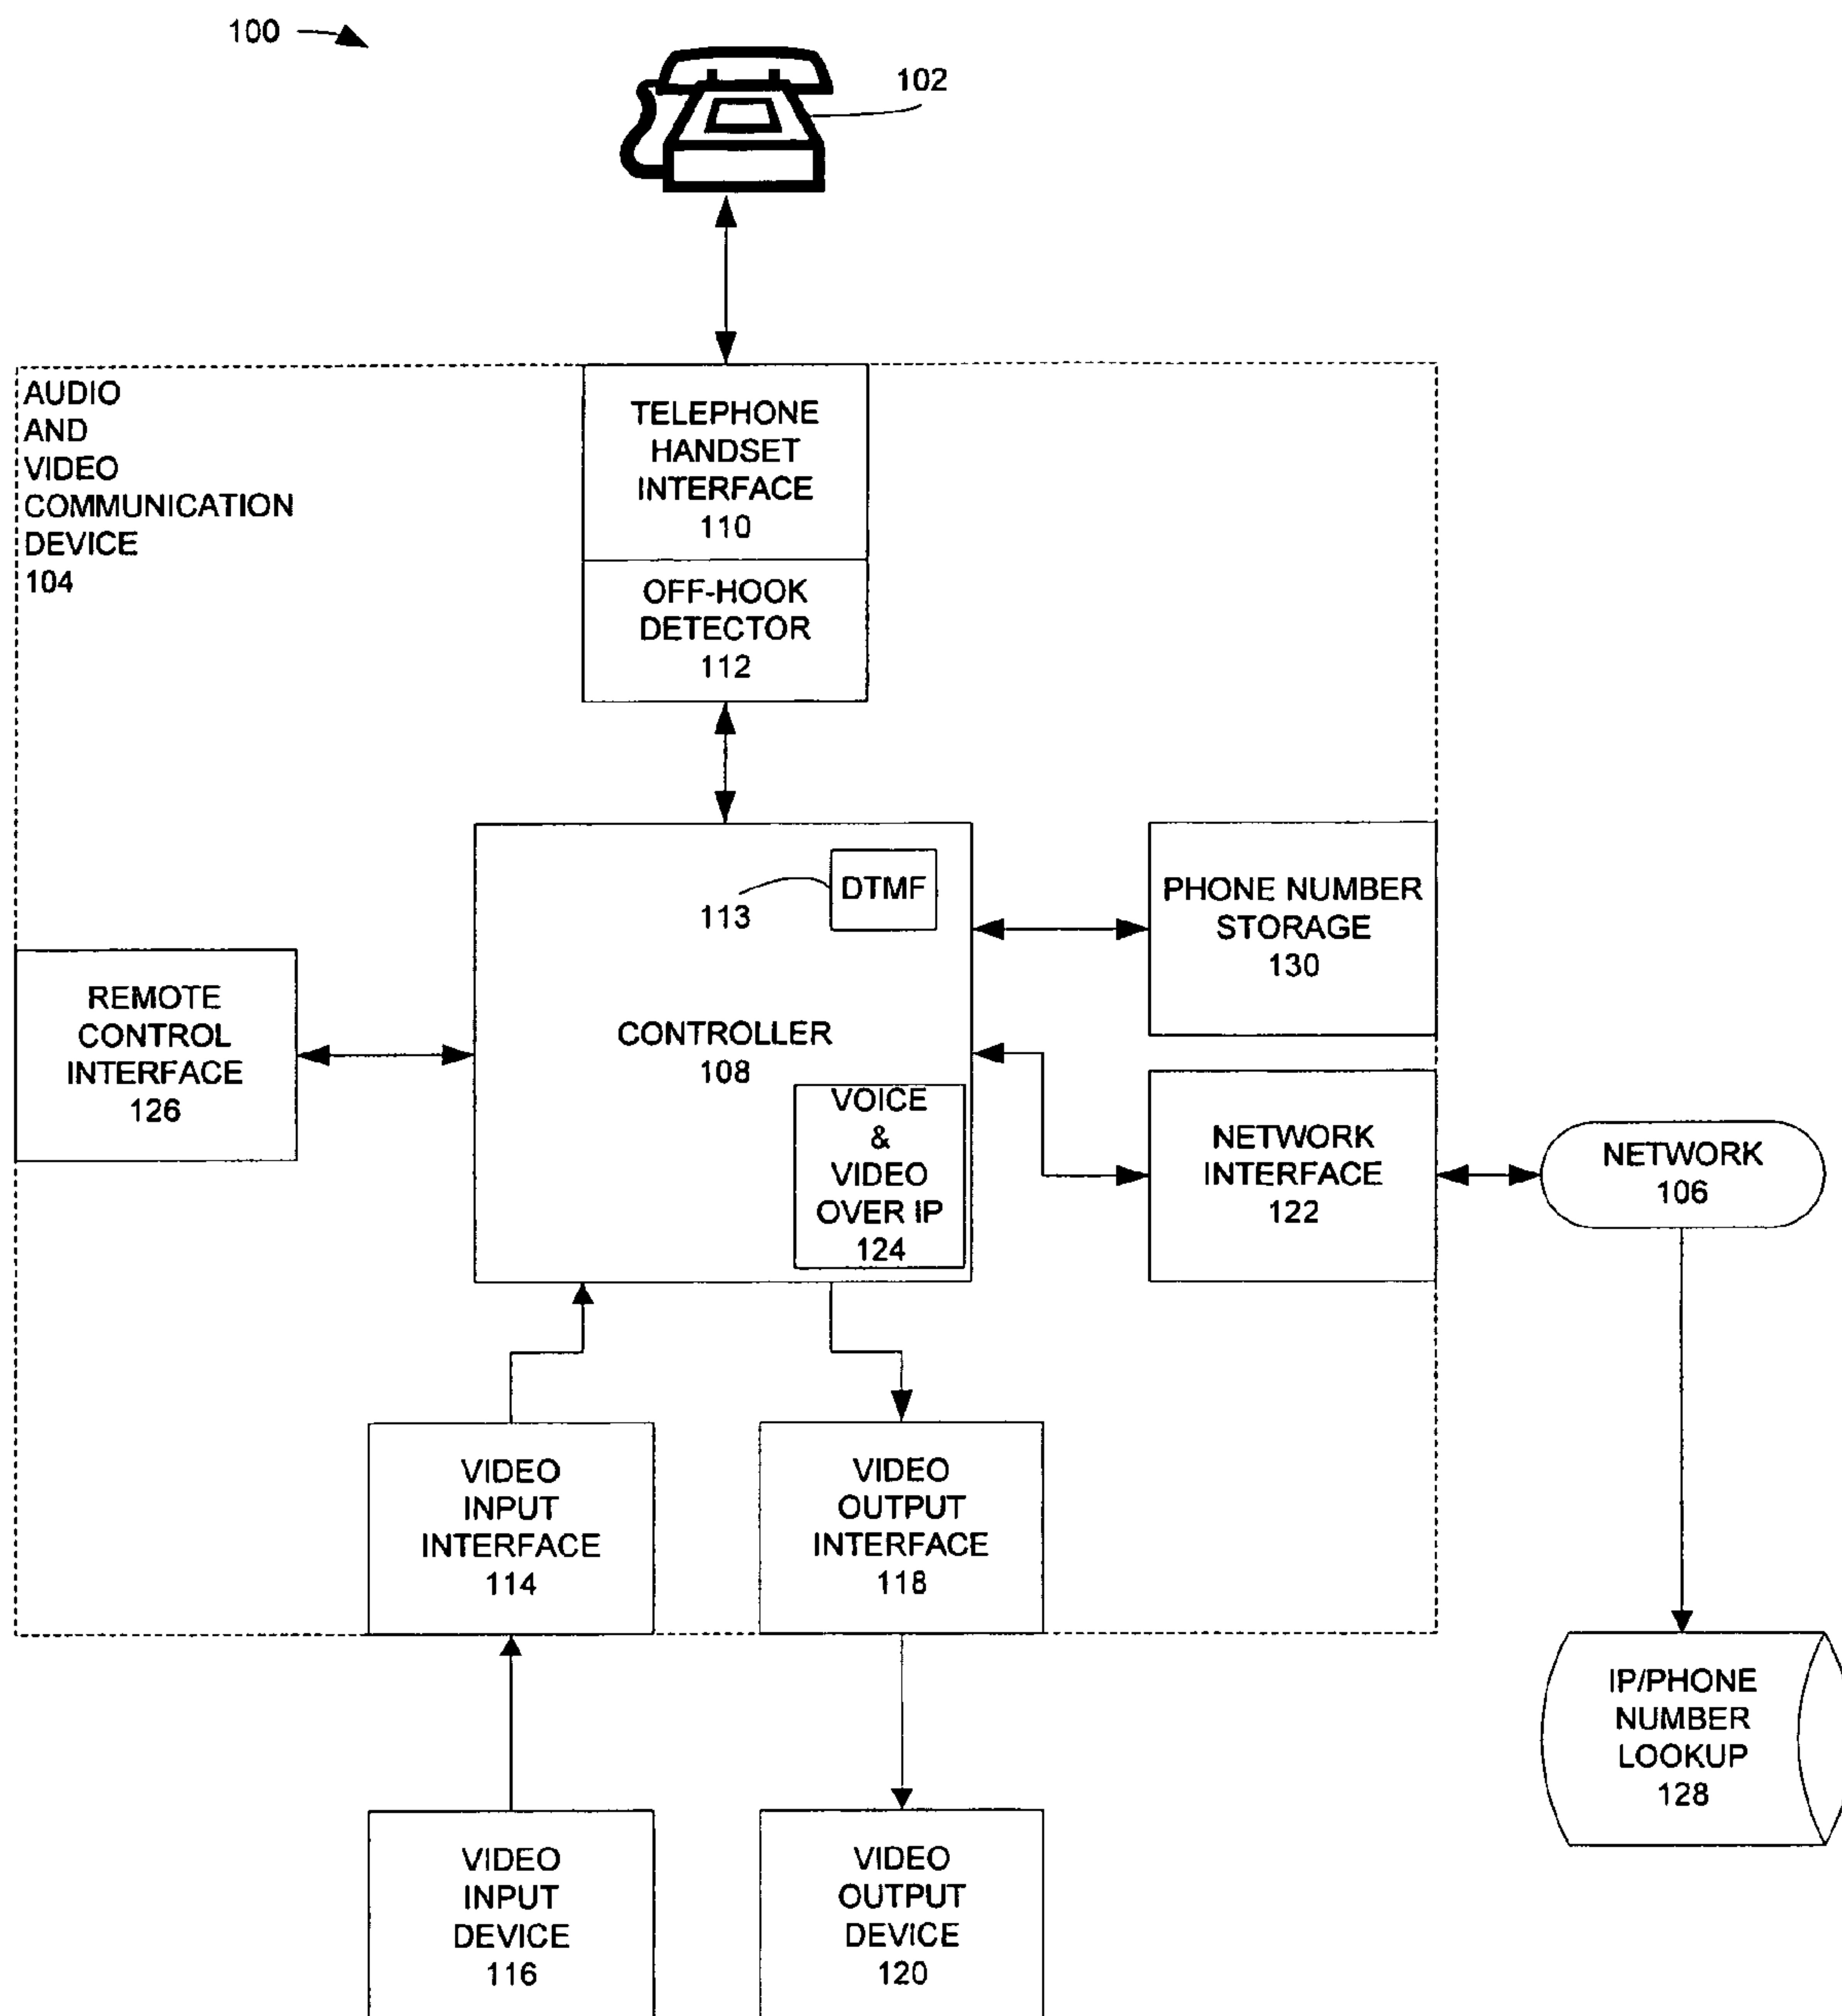 100
102
AUDIO
AND
VIDEO
COMMUNICATION
DEVICE
104
TELEPHONE
HANDSET
INTERFACE
110
OFF-HOOK
DETECTOR
112
DTMF
113
PHONE NUMBER
STORAGE
130
REMOTE
CONTROL
INTERFACE
126
CONTROLLER
108
VOICE
&
VIDEO
OVER IP
124
NETWORK
INTERFACE
122
NETWORK
106
VIDEO
INPUT
INTERFACE
114
VIDEO
OUTPUT
INTERFACE
118
IP/PHONE
NUMBER
LOOKUP
128
VIDEO
INPUT
DEVICE
116
VIDEO
OUTPUT
DEVICE
120